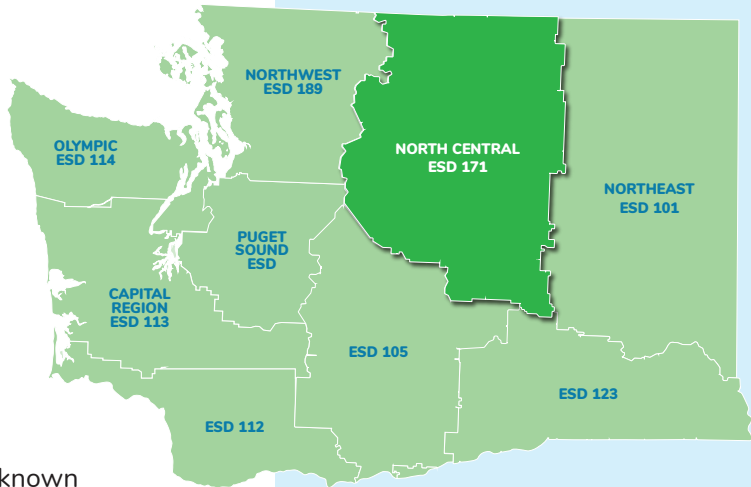 NORTHWEST
ESD 189
OLYMPIC
ESD 114
NORTH CENTRAL
ESD 171
NORTHEAST
ESD 101
PUGET
SOUND
ESD
CAPITAL
REGION
ESD 113
ESD 105
ESD 123
ESD 112
known